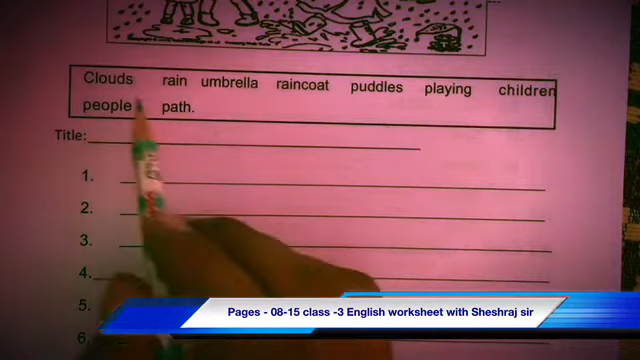 Clouds rain umbrella raincoat puddles playing children
people path.
Title:
1.
2.
3.
4.
5.
6.
Pages - 08-15 class -3 English worksheet with Sheshraj sir